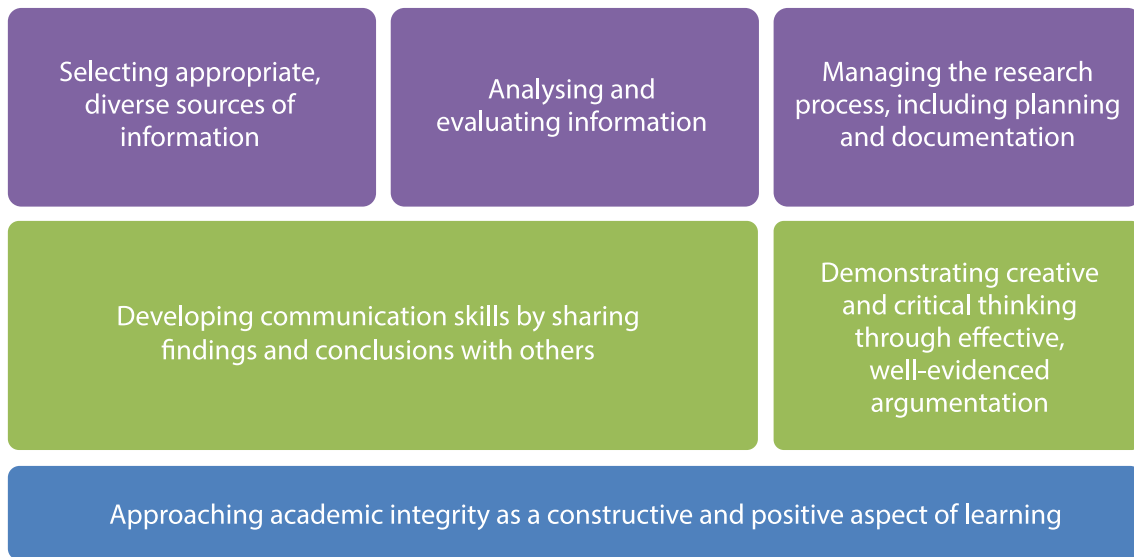 Selecting appropriate,
diverse sources of
information
Analysing and
evaluating information
Managing the research
process, including planning
and documentation
Developing communication skills by sharing
findings and conclusions with others
Demonstrating creative
and critical thinking
through effective,
well-evidenced
argumentation
Approaching academic integrity as a constructive and positive aspect of learning